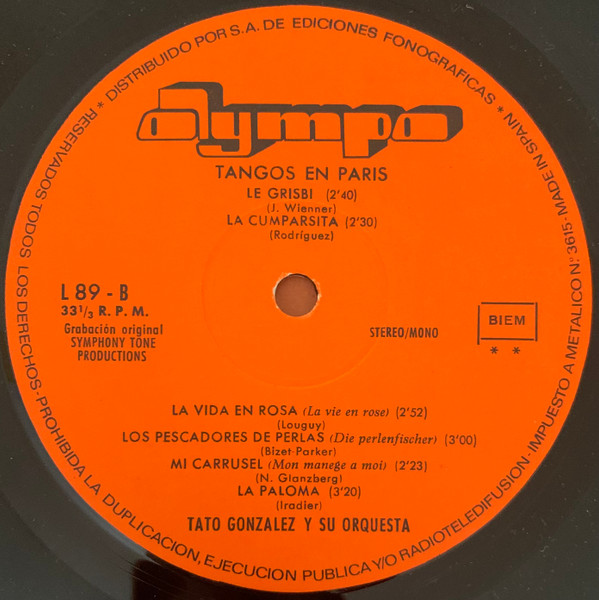 RESERVADOS TODOS LOS DERECHOS - PROHIBIDA LA DUPLICACION, EJECUCION PUBLICA Y/O RADIOTELEDIFUSION - IMPUESTO A METALICO Nº 3615 - MADE IN SPAIN *
* DISTRIBUIDO POR S.A. DE EDICIONES FONOGRAFICAS
Olympo
TANGOS EN PARIS
LE GRISBI (2'40)
(J. Wienner)
LA CUMPARSITA (2'30)
(Rodríguez)
L 89 - B
33 1/3 R. P. M.
Grabación original
SYMPHONY TONE
PRODUCTIONS
STEREO/MONO
BIEM
* *
LA VIDA EN ROSA (La vie en rose) (2'52)
(Louguy)
LOS PESCADORES DE PERLAS (Die perlenfischer) (3'00)
(Bizet-Parker)
MI CARRUSEL (Mon manege a moi) (2'23)
(N. Glanzberg)
LA PALOMA (3'20)
(Iradier)
TATO GONZALEZ Y SU ORQUESTA